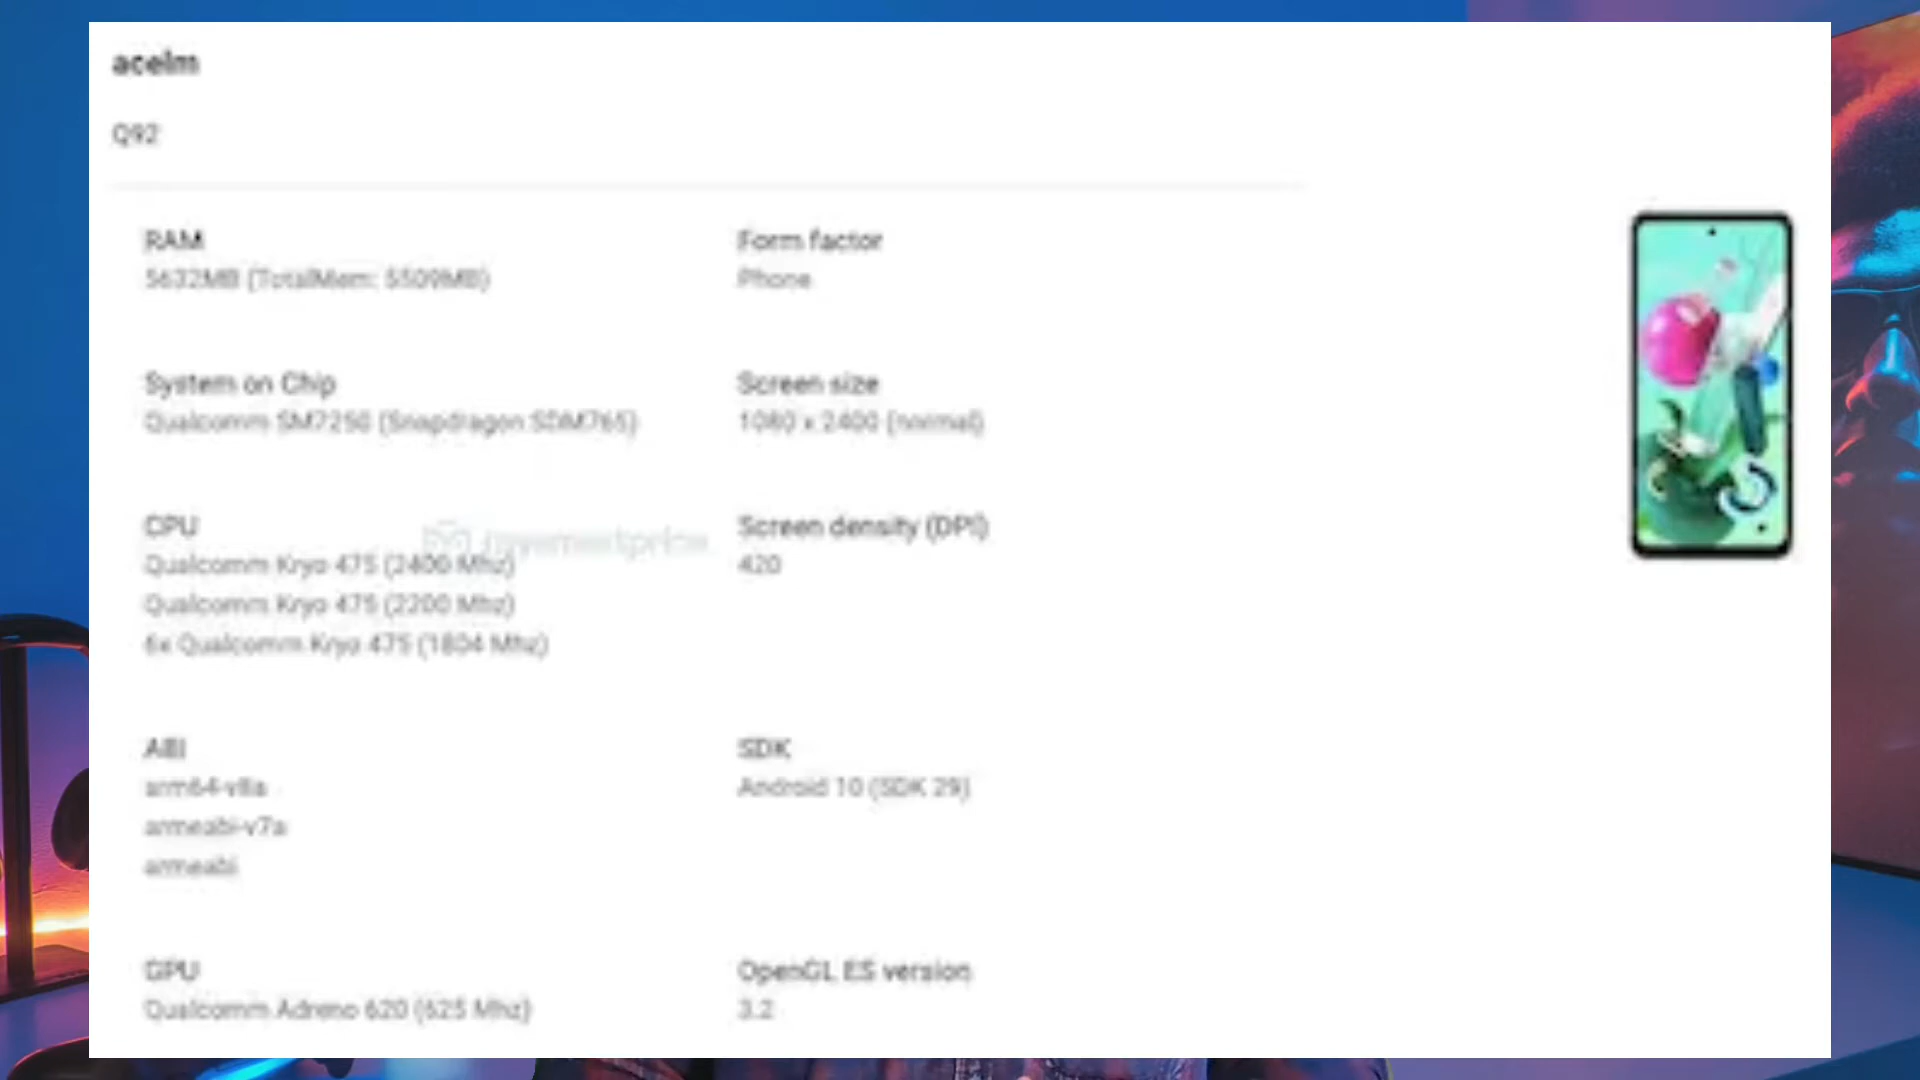 acelm
Q92
RAM
5632MB (TotalMem: 5509MB)
Form factor
Phone
System on Chip
Qualcomm SM7250 (Snapdragon SDM765)
Screen size
1080 x 2400 (normal)
CPU
Qualcomm Kryo 475 (2400 Mhz)
Qualcomm Kryo 475 (2200 Mhz)
6x Qualcomm Kryo 475 (1804 Mhz)
Screen density (DPI)
420
ABI
arm64-v8a
armeabi-v7a
armeabi
SDK
Android 10 (SDK 29)
GPU
Qualcomm Adreno 620 (625 Mhz)
OpenGL ES version
3.2